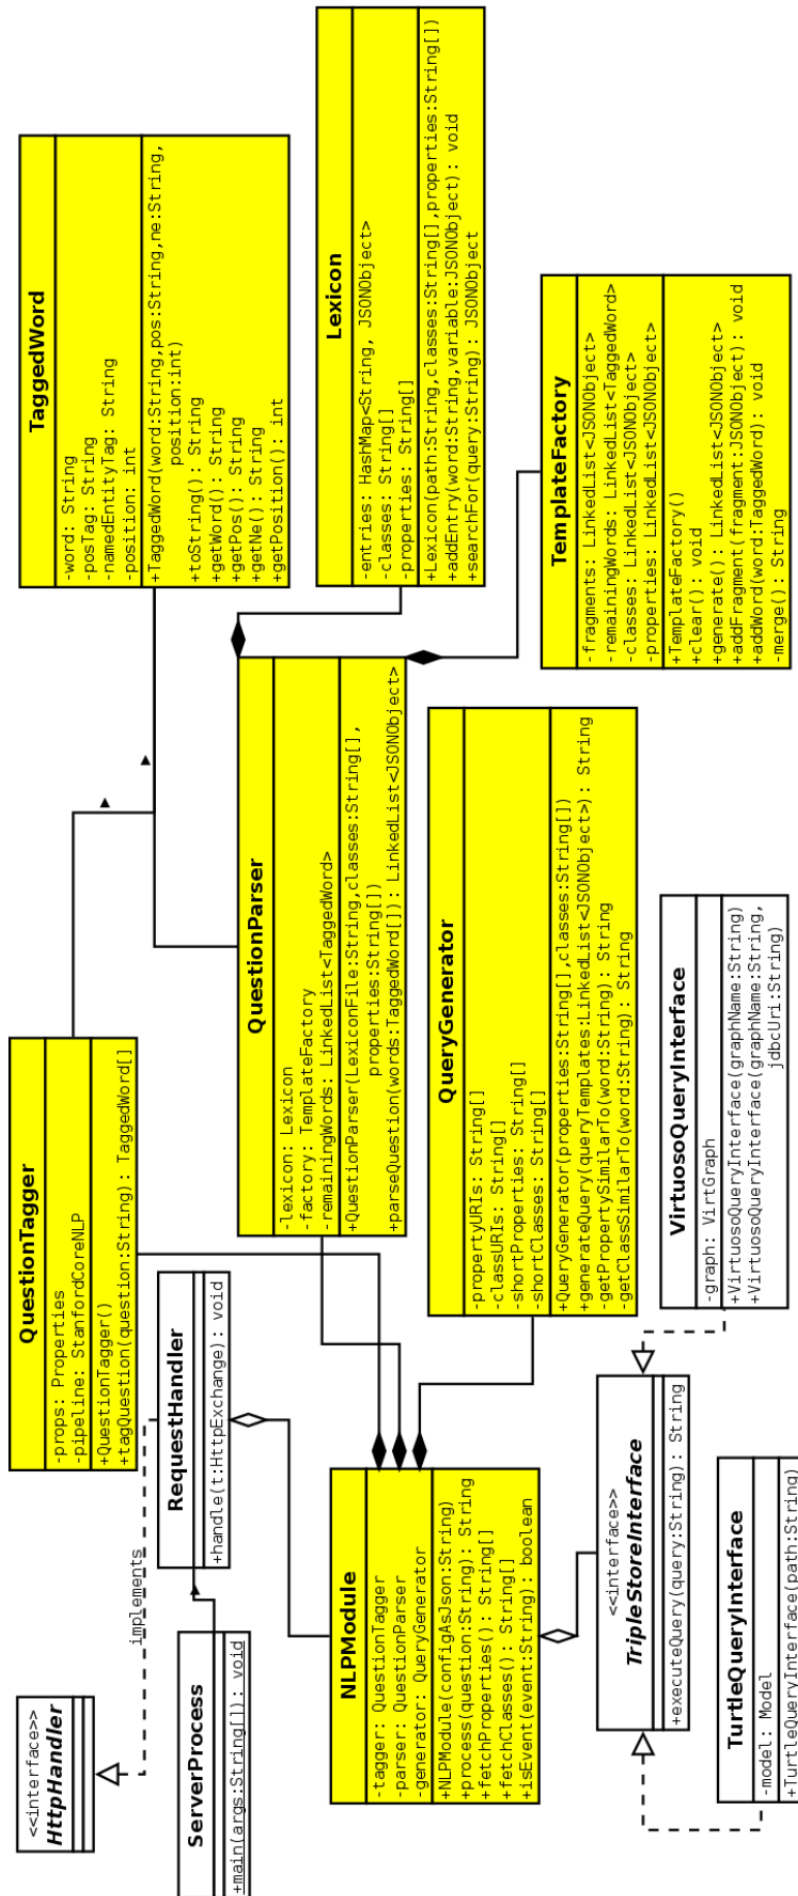 <<interface>>
HttpHandler
implements
ServerProcess
+main(args:String[]): void
RequestHandler
+handle(t:HttpExchange): void
QuestionTagger
-props: Properties
-pipeline: StanfordCoreNLP
+QuestionTagger()
+tagQuestion(question:String): TaggedWord[]
TaggedWord
-word: String
-posTag: String
-namedEntityTag: String
-position: int
+TaggedWord(word:String,pos:String,ne:String,
position:int)
+toString(): String
+getWord(): String
+getPos(): String
+getNe(): String
+getPosition(): int
NLPModule
-tagger: QuestionTagger
-parser: QuestionParser
-generator: QueryGenerator
+NLPModule(configAsJson:String)
+process(question:String): String
+fetchProperties(): String[]
+fetchClasses(): String[]
+isEvent(event:String): boolean
QuestionParser
-lexicon: Lexicon
-factory: TemplateFactory
-remainingWords: LinkedList<TaggedWord>
+QuestionParser(LexiconFile:String,classes:String[],
properties:String[])
+parseQuestion(words:TaggedWord[]): LinkedList<JSONObject>
Lexicon
-entries: HashMap<String, JSONObject>
-classes: String[]
-properties: String[]
+Lexicon(path:String,classes:String[],properties:String[])
+addEntry(word:String,variable:JSONObject): void
+searchFor(query:String): JSONObject
QueryGenerator
-propertyURIs: String[]
-classURIs: String[]
-shortProperties: String[]
-shortClasses: String[]
+QueryGenerator(properties:String[],classes:String[])
+generateQuery(queryTemplates:LinkedList<JSONObject>): String
-getPropertySimilarTo(word:String): String
-getClassSimilarTo(word:String): String
TemplateFactory
-fragments: LinkedList<JSONObject>
-remainingWords: LinkedList<TaggedWord>
-classes: LinkedList<JSONObject>
-properties: LinkedList<JSONObject>
+TemplateFactory()
+clear(): void
+generate(): LinkedList<JSONObject>
+addFragment(fragment:JSONObject): void
+addWord(word:TaggedWord): void
-merge(): String
<<interface>>
TripleStoreInterface
+executeQuery(query:String): String
VirtuosoQueryInterface
-graph: VirtGraph
+VirtuosoQueryInterface(graphName:String)
+VirtuosoQueryInterface(graphName:String,
jdbcUri:String)
TurtleQueryInterface
-model: Model
+TurtleQueryInterface(path:String)